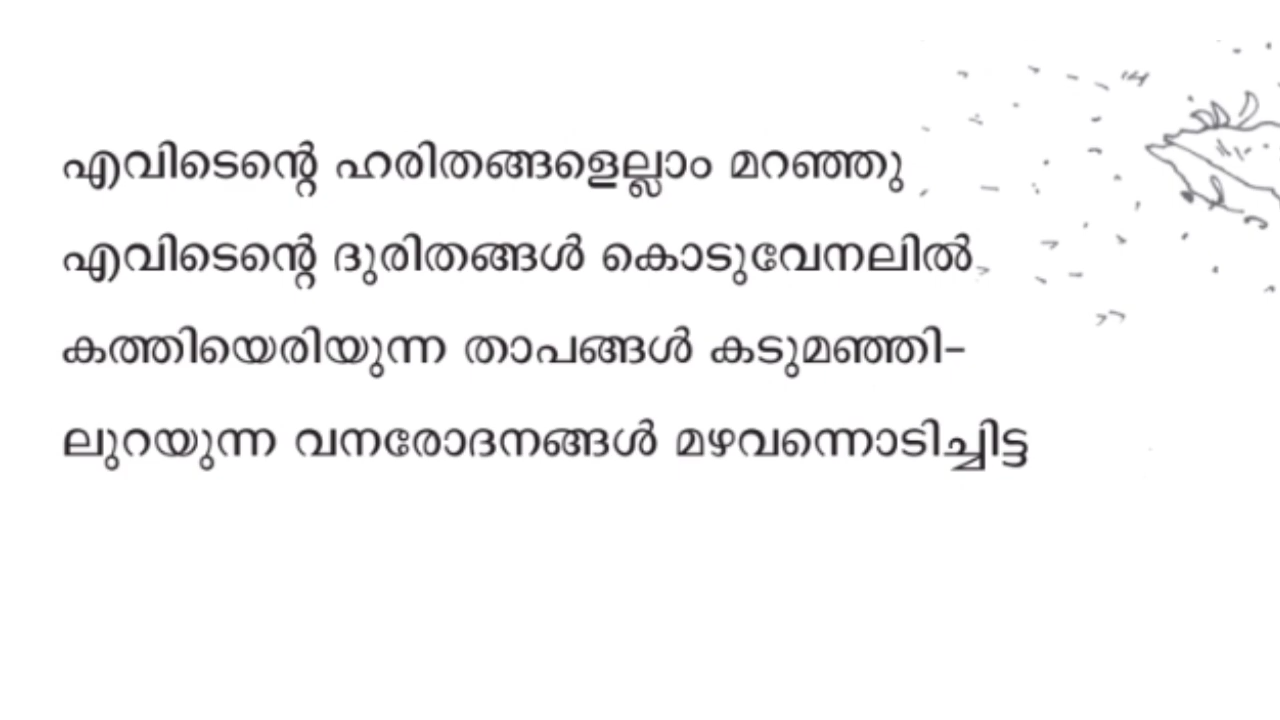 എവിടെന്റെ ഹരിതങ്ങളെല്ലാം മറഞ്ഞു
എവിടെന്റെ ദുരിതങ്ങൾ കൊടുവേനലിൽ
കത്തിയെരിയുന്ന താപങ്ങൾ കടുമഞ്ഞി-
ലുറയുന്ന വനരോദനങ്ങൾ മഴവന്നൊടിച്ചിട്ട